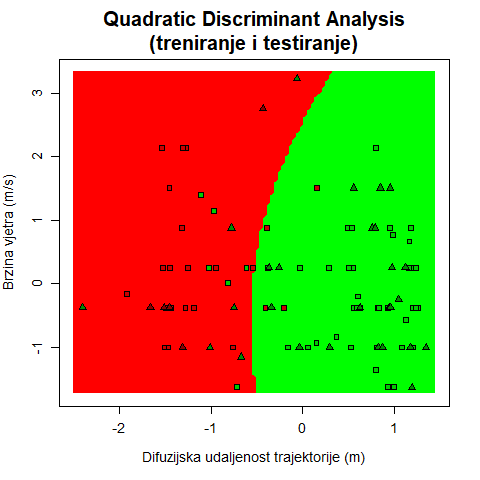 Quadratic Discriminant Analysis
(treniranje i testiranje)
Brzina vjetra (m/s)
3
2
1
0
-1
-2
-1
0
1
Difuzijska udaljenost trajektorije (m)